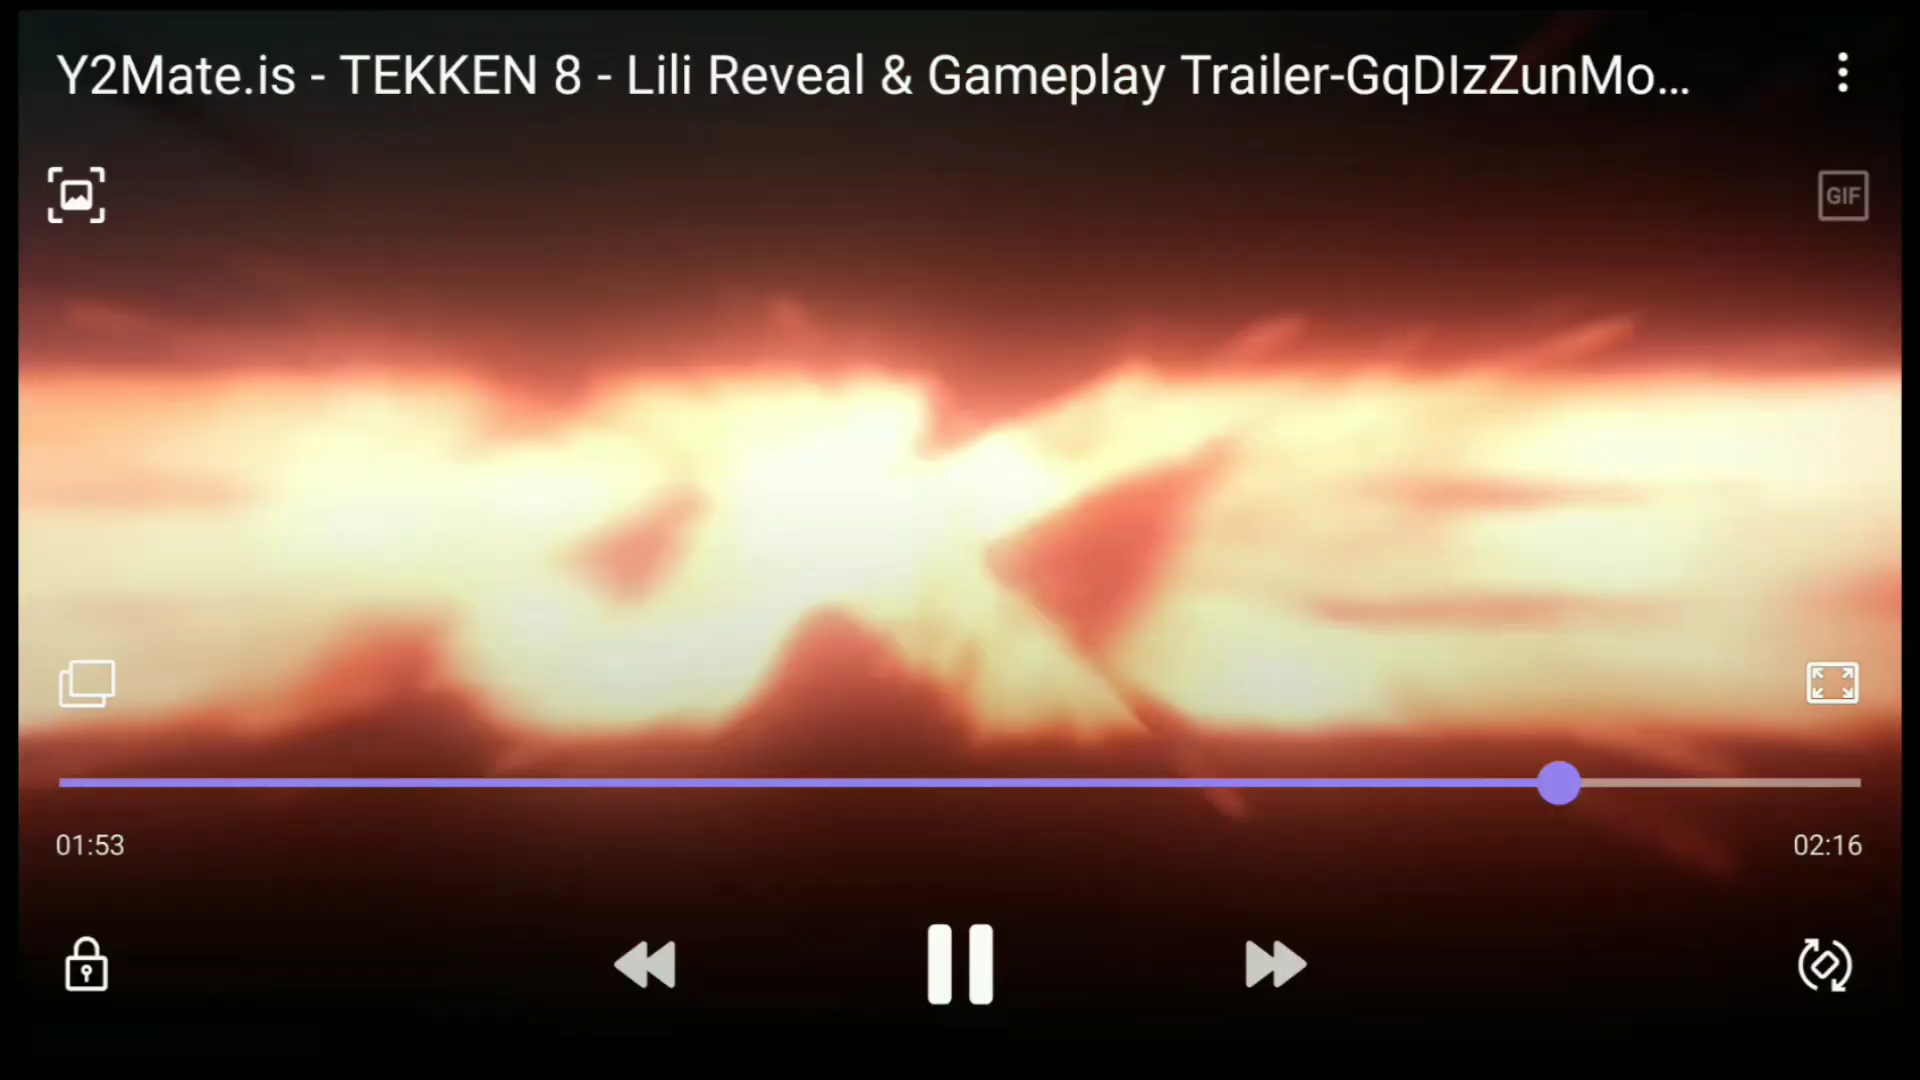 Y2Mate.is - TEKKEN 8 - Lili Reveal & Gameplay Trailer-GqDIzZunMo...
GIF
01:53
02:16